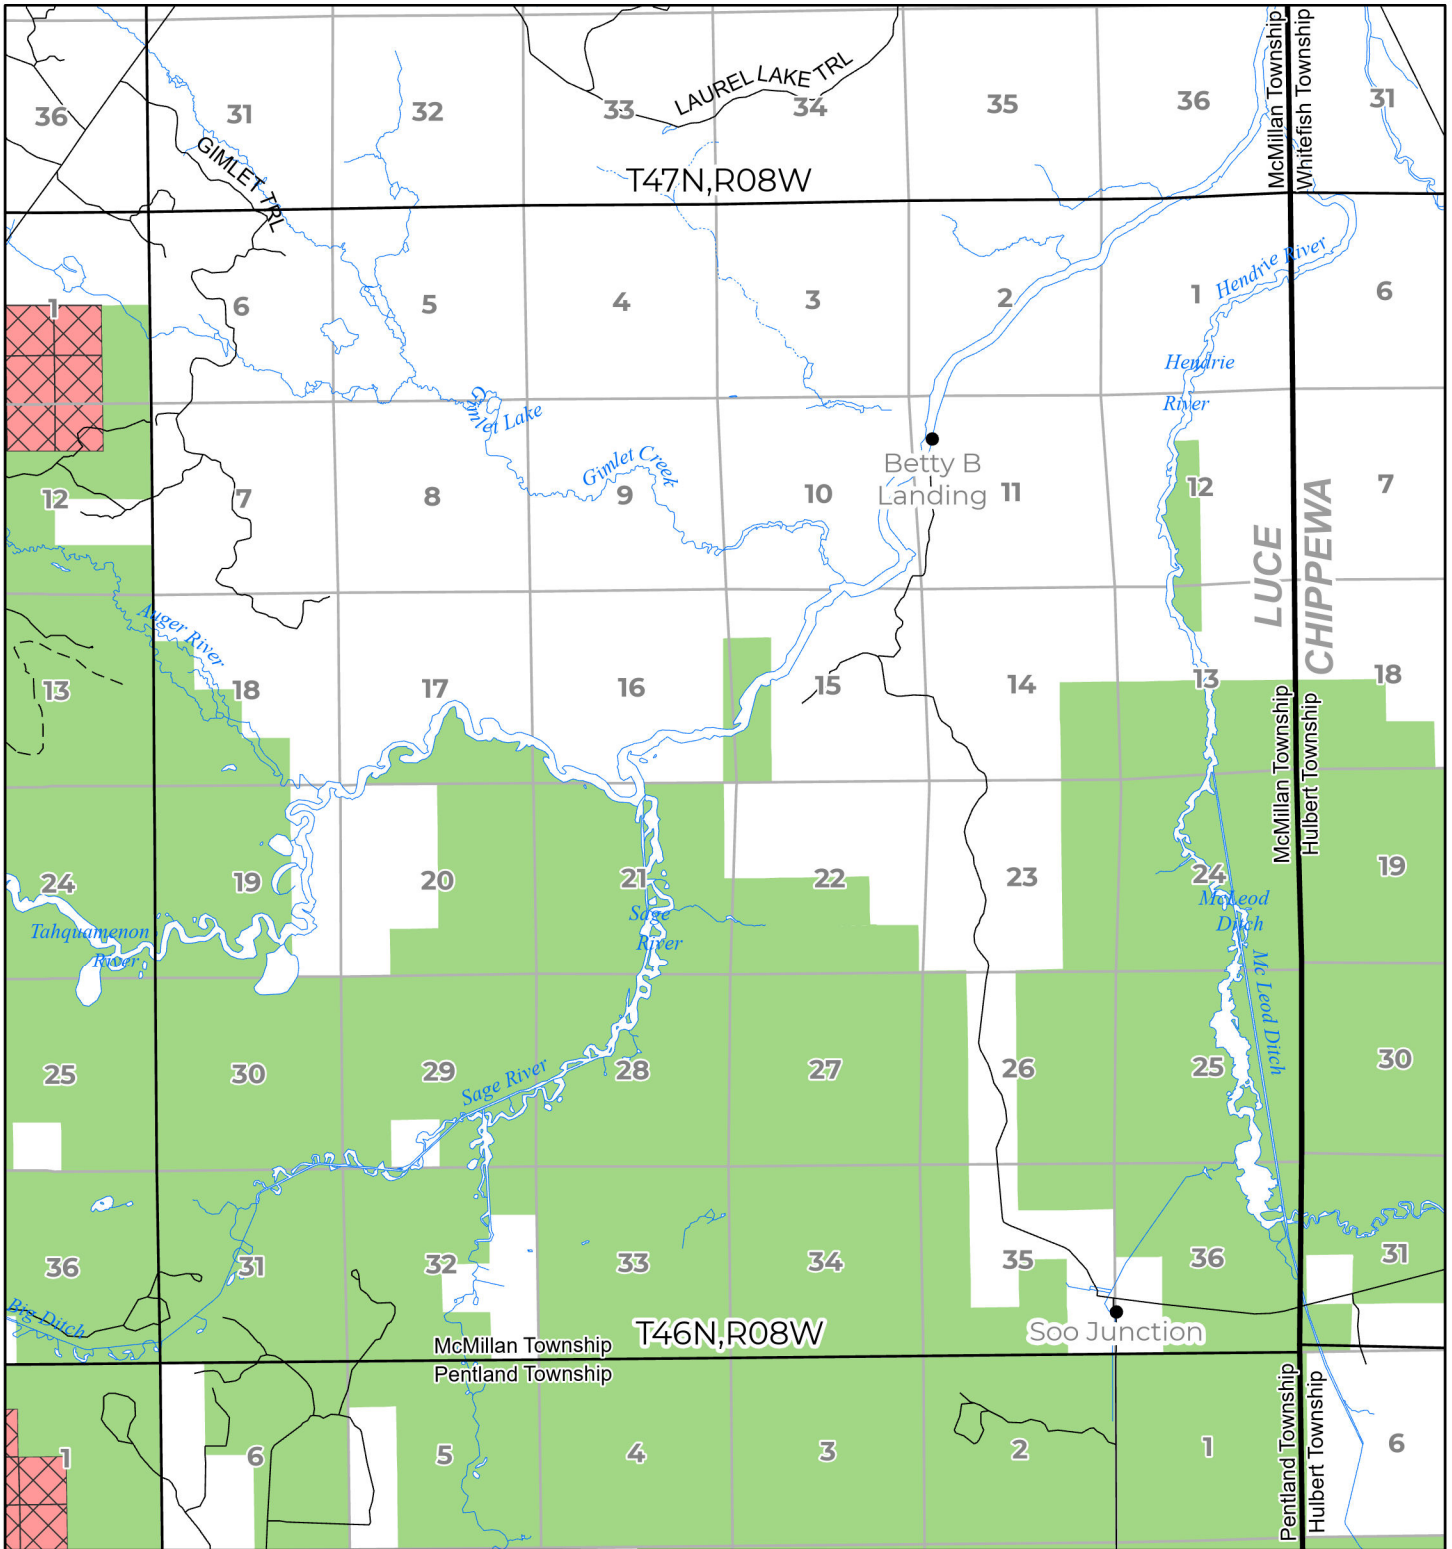 McMillan Township
Whitefish Township
LAUREL LAKE TRL
36
31
32
33
34
35
36
31
GIMLET TRL
T47N,R08W
Hendrie River
1
6
5
4
3
2
1
6
Hendrie
River
Gimlet Lake
Gimlet Creek
Betty B
Landing
12
7
8
9
10
11
12
7
LUCE
CHIPPEWA
Auger River
13
18
17
16
15
14
13
18
McMillan Township
Hulbert Township
24
19
20
21
22
23
24
19
Tahquamenon
River
Sage
River
McLeod
Ditch
Mc Leod Ditch
25
30
29
28
27
26
25
30
Sage River
36
31
32
33
34
35
36
31
Big Ditch
McMillan Township
Pentland Township
T46N,R08W
Soo Junction
Pentland Township
Hulbert Township
1
6
5
4
3
2
1
6